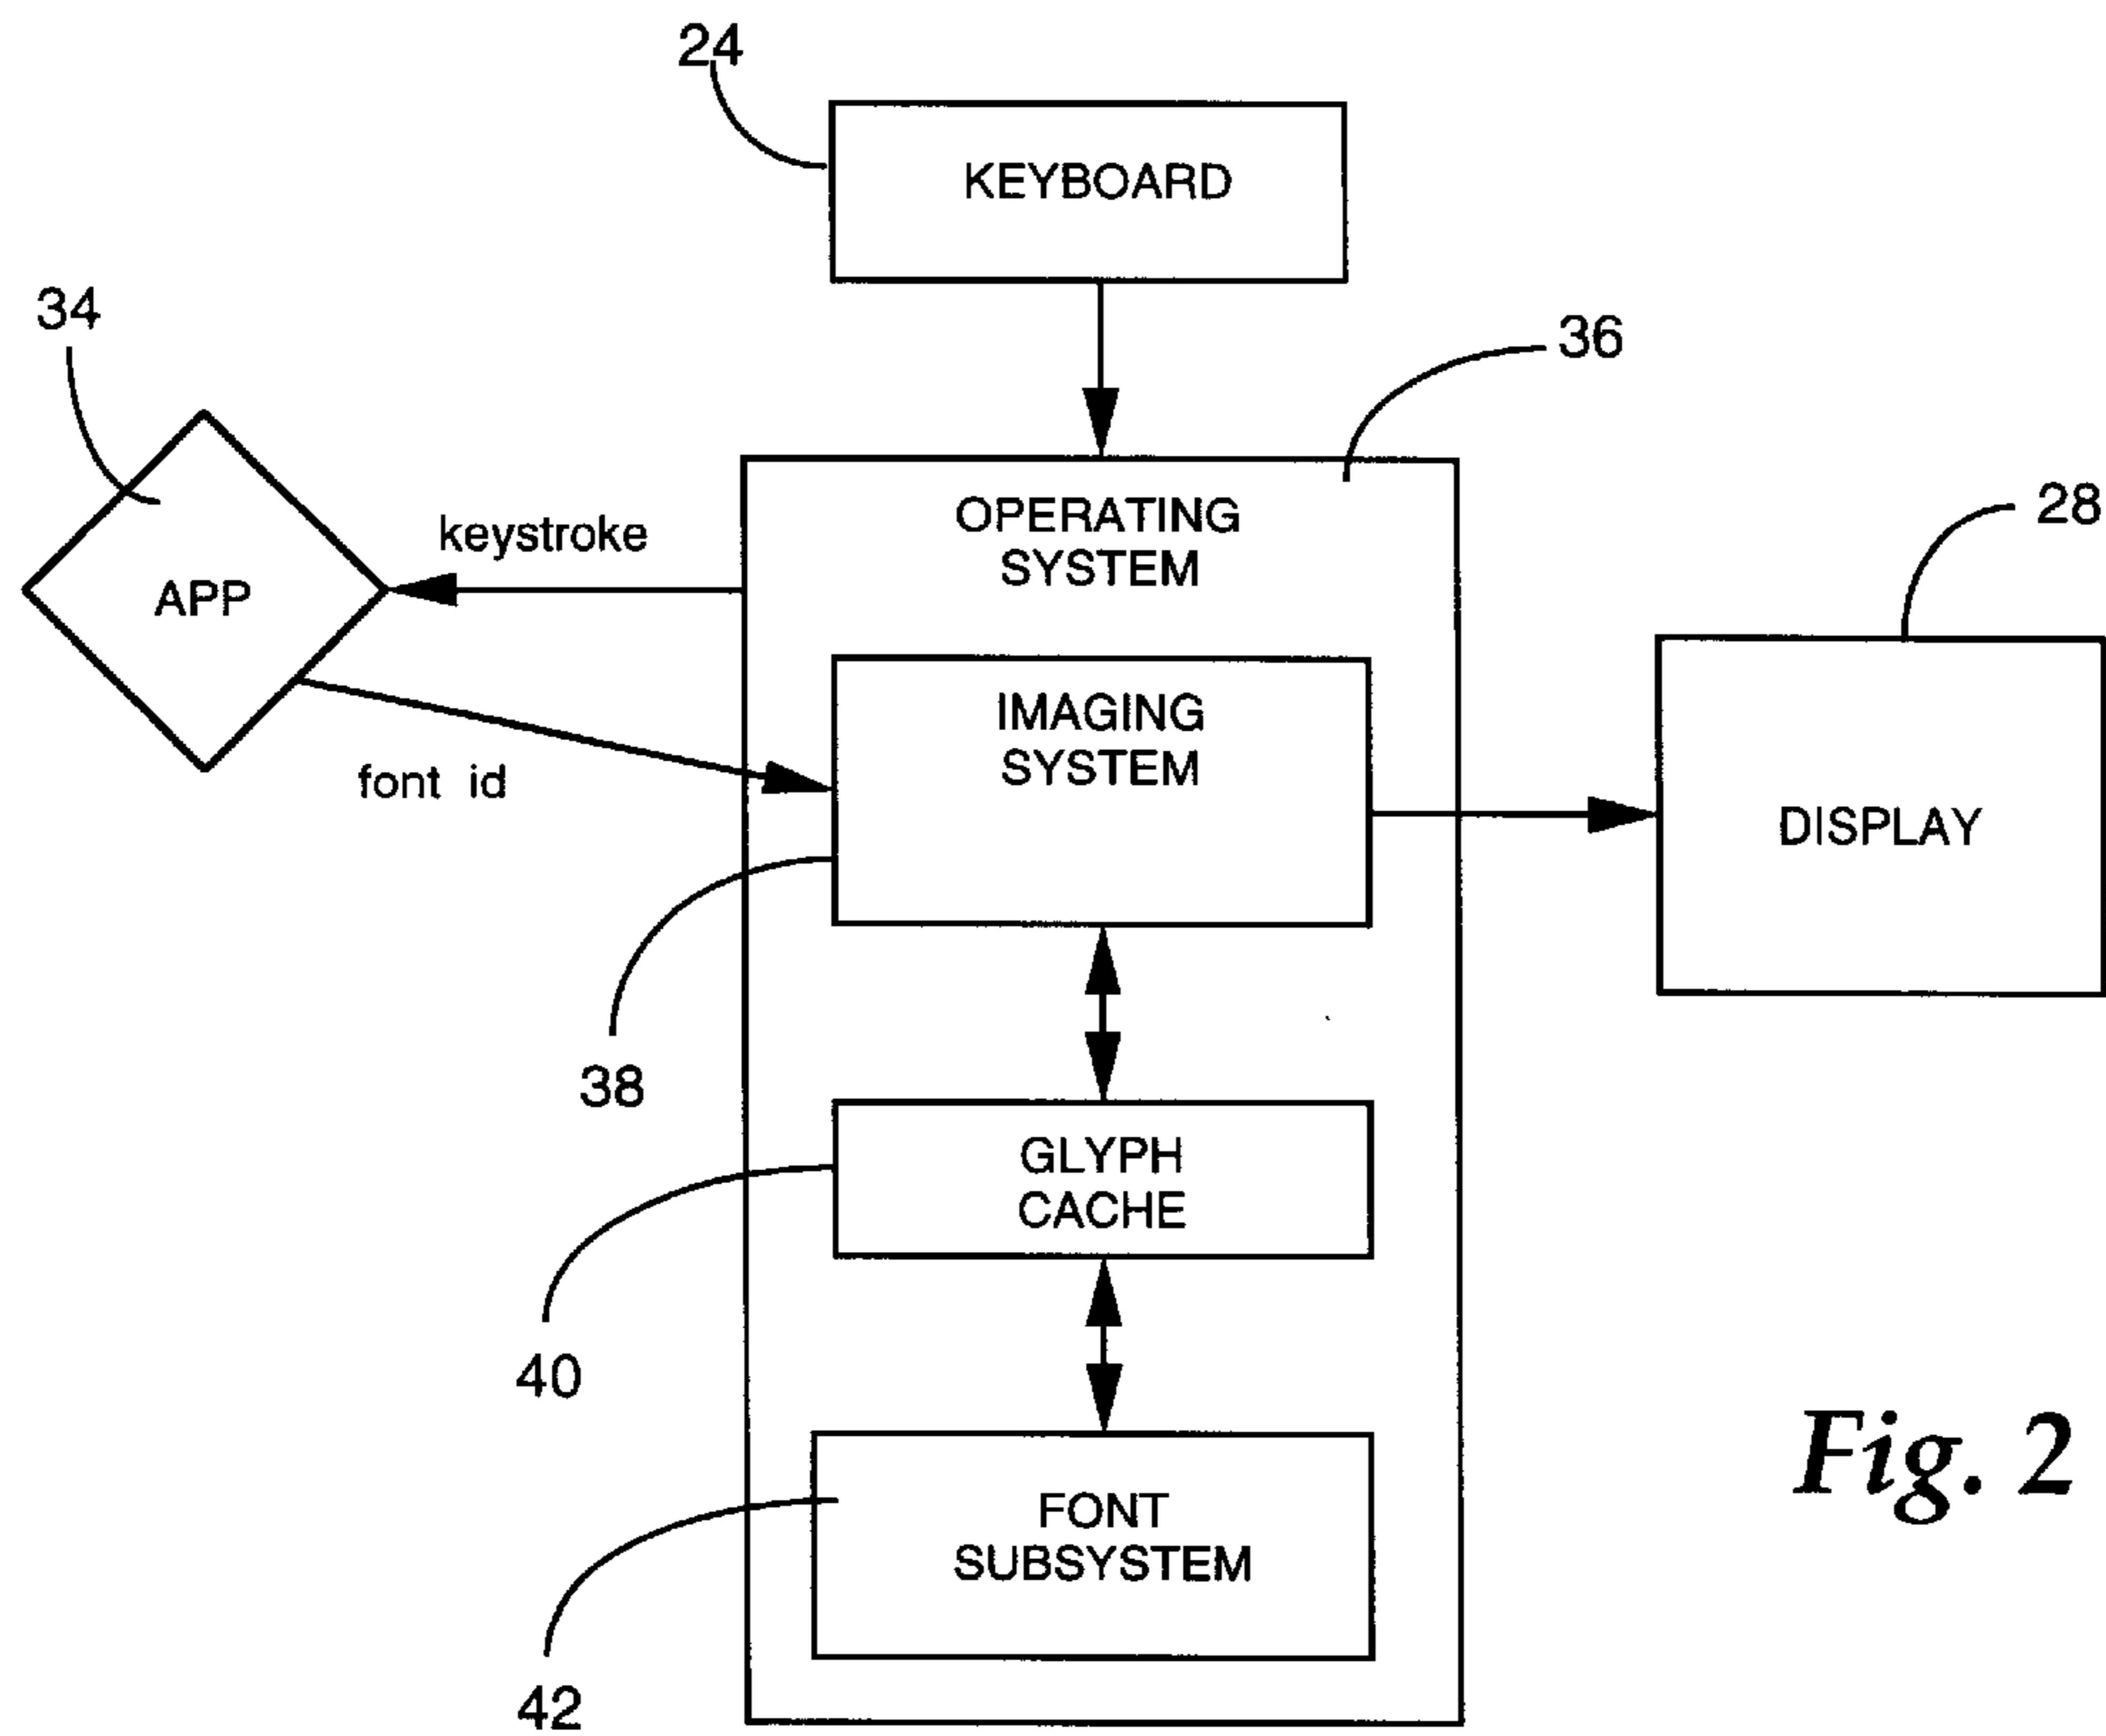 24
KEYBOARD
34
36
OPERATING
SYSTEM
28
keystroke
APP
IMAGING
SYSTEM
font id
DISPLAY
38
GLYPH
CACHE
40
FONT
SUBSYSTEM
42
Fig. 2